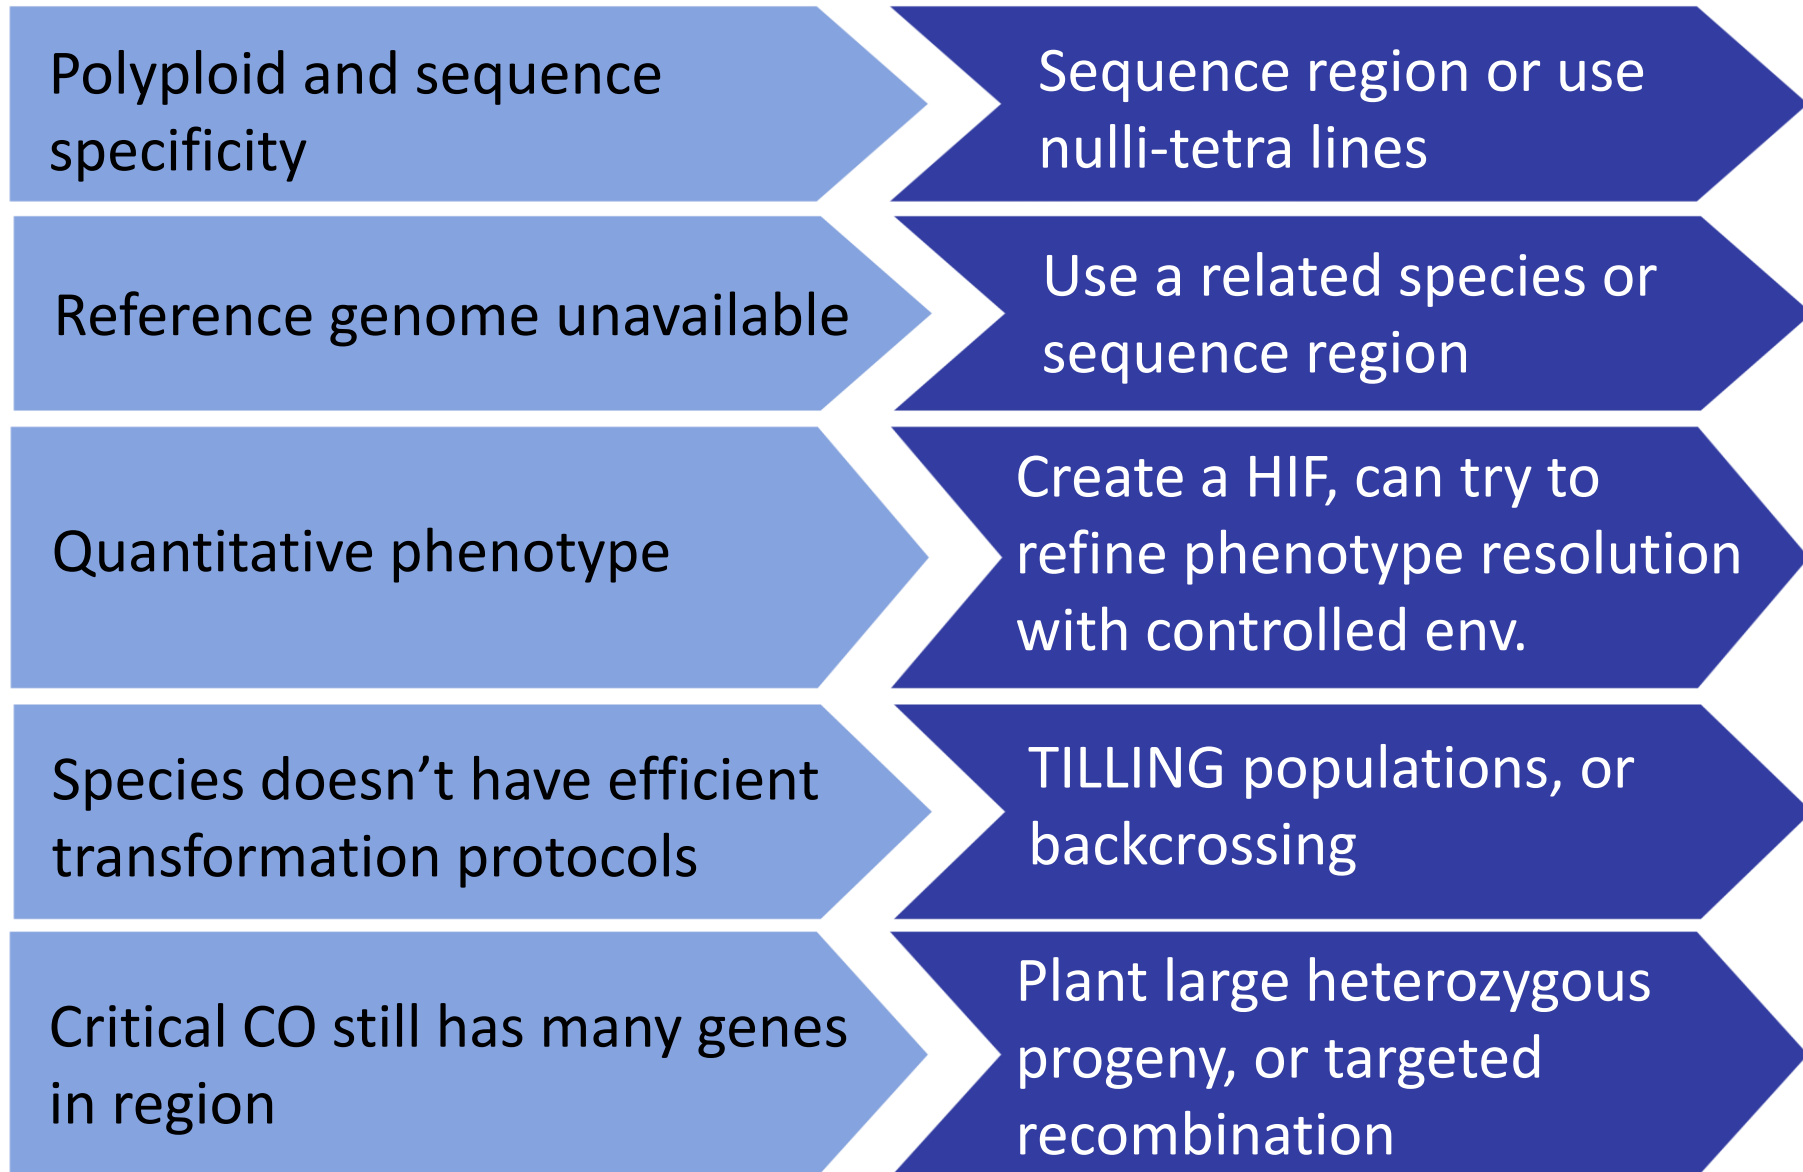 Polyploid and sequence
specificity
Sequence region or use
nulli-tetra lines
Reference genome unavailable
Use a related species or
sequence region
Quantitative phenotype
Create a HIF, can try to
refine phenotype resolution
with controlled env.
Species doesn’t have efficient
transformation protocols
TILLING populations, or
backcrossing
Critical CO still has many genes
in region
Plant large heterozygous
progeny, or targeted
recombination